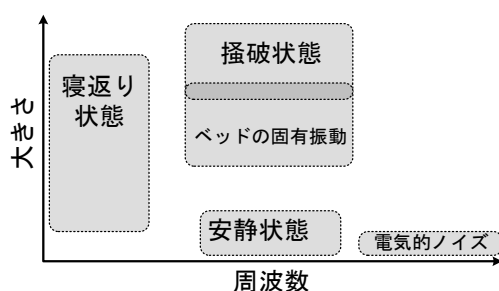 大きさ
寝返り
状態
掻破状態
ベッドの固有振動
安静状態
電気的ノイズ
周波数